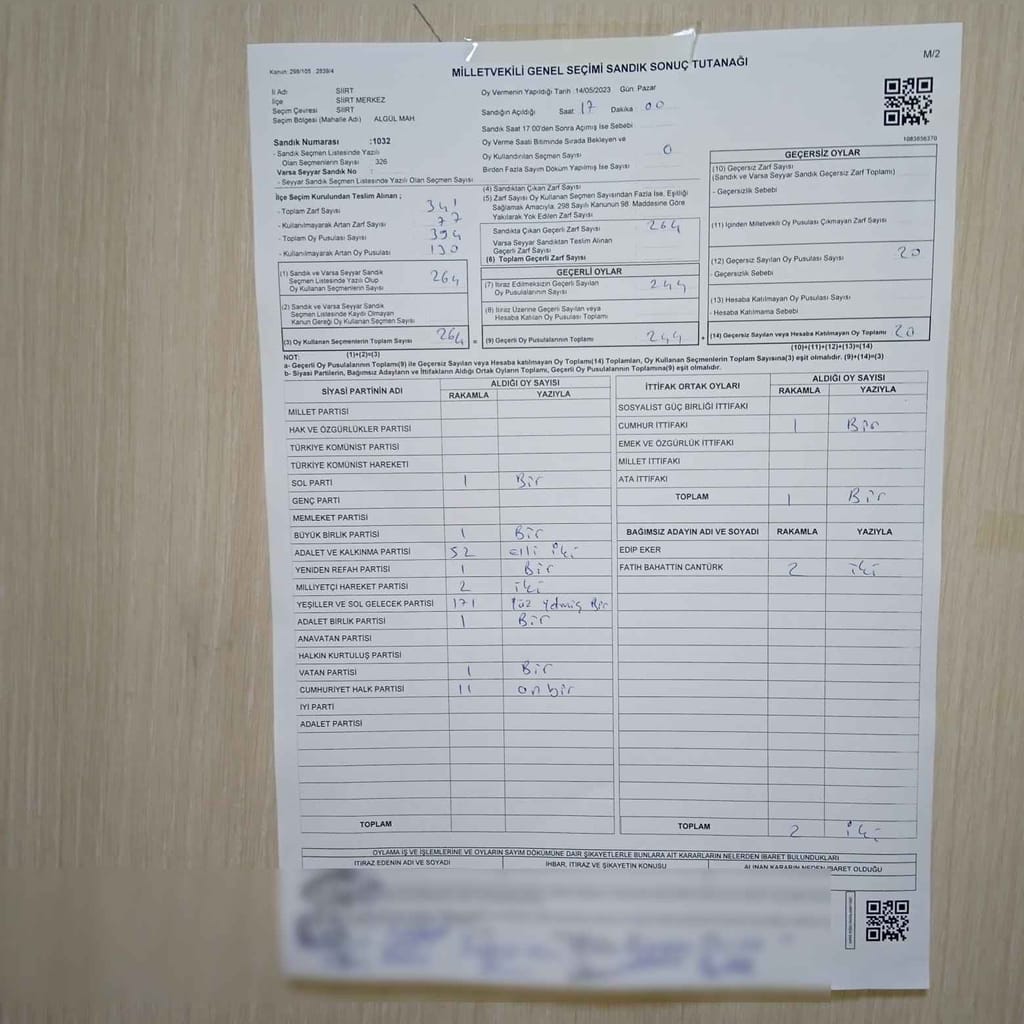 Kanun: 298/105 . 2839/4
M/2
MİLLETVEKİLİ GENEL SEÇİMİ SANDIK SONUÇ TUTANAĞI
İl Adı SİİRT
İlçe SİİRT MERKEZ
Seçim Çevresi SİİRT
Seçim Bölgesi (Mahalle Adı) ALGÜL MAH
Sandık Numarası :1032
- Sandık Seçmen Listesinde Yazılı
Olan Seçmenlerin Sayısı 326
Varsa Seyyar Sandık No :
- Seyyar Sandık Seçmen Listesinde Yazılı Olan Seçmen Sayısı
Oy Vermenin Yapıldığı Tarih 14/05/2023 Gün Pazar
Sandığın Açıldığı Saat 17 Dakika 00
Sandık Saat 17:00'den Sonra Açımış İse Sebebi
Oy Verme Saati Bitiminde Sırada Bekleyen ve
Oy Kullandırılan Seçmen Sayısı 0
Birden Fazla Sayım Döküm Yapılmış İse Sayısı
1083656370
İlçe Seçim Kurulundan Teslim Alınan ;
- Toplam Zarf Sayısı 341
- Kullanılmayarak Artan Zarf Sayısı 77
- Toplam Oy Pusulası Sayısı 394
- Kullanılmayarak Artan Oy Pusulası 130
(1) Sandık ve Varsa Seyyar Sandık
Seçmen Listesinde Yazılı Olup
Oy Kullanan Seçmenlerin Sayısı 264
(2) Sandık ve Varsa Seyyar Sandık
Seçmen Listesinde Kaydı Olmayan
Kanun Gereği Oy Kullanan Seçmen Sayısı
(3) Oy Kullanan Seçmenlerin Toplam Sayısı 264
(1)+(2)=(3)
(4) Sandıktan Çıkan Zarf Sayısı
(5) Zarf Sayısı Oy Kullanan Seçmen Sayısından Fazla İse, Eşitliği
Sağlamak Amacıyla, 298 Sayılı Kanunun 98. Maddesine Göre
Yakılarak Yok Edilen Zarf Sayısı
Sandıkta Çıkan Geçerli Zarf Sayısı 264
Varsa Seyyar Sandıktan Teslim Alınan
Geçerli Zarf Sayısı
(6) Toplam Geçerli Zarf Sayısı
GEÇERLİ OYLAR
(7) İtiraz Edilmeksizin Geçerli Sayılan
Oy Pusulalarının Sayısı 244
(8) İtiraz Üzerine Geçerli Sayılan veya
Hesaba Katılan Oy Pusulası Toplamı
= (9) Geçerli Oy Pusulalarının Toplamı 244
GEÇERSİZ OYLAR
(10) Geçersiz Zarf Sayısı
(Sandık ve Varsa Seyyar Sandık Geçersiz Zarf Toplamı)
- Geçersizlik Sebebi
(11) İçinden Milletvekili Oy Pusulası Çıkmayan Zarf Sayısı
(12) Geçersiz Sayılan Oy Pusulası Sayısı 20
- Geçersizlik Sebebi
(13) Hesaba Katılmayan Oy Pusulası Sayısı
- Hesaba Katılmama Sebebi
+ (14) Geçersiz Sayılan veya Hesaba Katılmayan Oy Toplamı 20
(10)+(11)+(12)+(13)=(14)
NOT:
a- Geçerli Oy Pusulalarının Toplamı(9) ile Geçersiz Sayılan veya Hesaba katılmayan Oy Toplamı(14) Toplamları, Oy Kullanan Seçmenlerin Toplam Sayısına(3) eşit olmalıdır. (9)+(14)=(3)
b- Siyasi Partilerin, Bağımsız Adayların ve İttifakların Aldığı Ortak Oyların Toplamı, Geçerli Oy Pusulalarının Toplamına(9) eşit olmalıdır.
SİYASİ PARTİNİN ADI ALDIĞI OY SAYISI
RAKAMLA YAZIYLA
MİLLET PARTİSİ
HAK VE ÖZGÜRLÜKLER PARTİSİ
TÜRKİYE KOMÜNİST PARTİSİ
TÜRKİYE KOMÜNİST HAREKETİ
SOL PARTİ 1 Bir
GENÇ PARTİ
MEMLEKET PARTİSİ
BÜYÜK BİRLİK PARTİSİ 1 Bir
ADALET VE KALKINMA PARTİSİ 52 elli iki
YENİDEN REFAH PARTİSİ 1 Bir
MİLLİYETÇİ HAREKET PARTİSİ 2 iki
YEŞİLLER VE SOL GELECEK PARTİSİ 171 Yüz Yetmiş Bir
ADALET BİRLİK PARTİSİ 1 Bir
ANAVATAN PARTİSİ
HALKIN KURTULUŞ PARTİSİ
VATAN PARTİSİ 1 Bir
CUMHURİYET HALK PARTİSİ 11 onbir
İYİ PARTİ
ADALET PARTİSİ
TOPLAM
İTTİFAK ORTAK OYLARI ALDIĞI OY SAYISI
RAKAMLA YAZIYLA
SOSYALİST GÜÇ BİRLİĞİ İTTİFAKI
CUMHUR İTTİFAKI 1 Bir
EMEK VE ÖZGÜRLÜK İTTİFAKI
MİLLET İTTİFAKI
ATA İTTİFAKI
TOPLAM 1 Bir
BAĞIMSIZ ADAYIN ADI VE SOYADI RAKAMLA YAZIYLA
EDİP EKER
FATİH BAHATTİN CANTÜRK 2 iki
TOPLAM 2 iki
OYLAMA İŞ VE İŞLEMLERİNE VE OYLARIN SAYIM DÖKÜMÜNE DAİR ŞİKAYETLERLE BUNLARA AİT KARARLARIN NELERDEN İBARET BULUNDUKLARI
İTİRAZ EDENİN ADI VE SOYADI İHBAR, İTİRAZ VE ŞİKAYETİN KONUSU ALINAN KARARIN NEDEN İBARET OLDUĞU